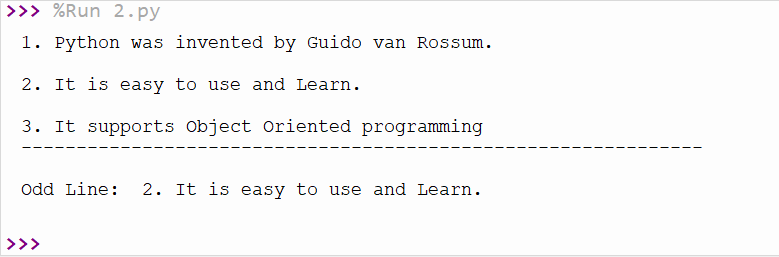 >>> %Run 2.py
1. Python was invented by Guido van Rossum.
2. It is easy to use and Learn.
3. It supports Object Oriented programming
--------------------------------------------------------------
Odd Line:  2. It is easy to use and Learn.
>>>